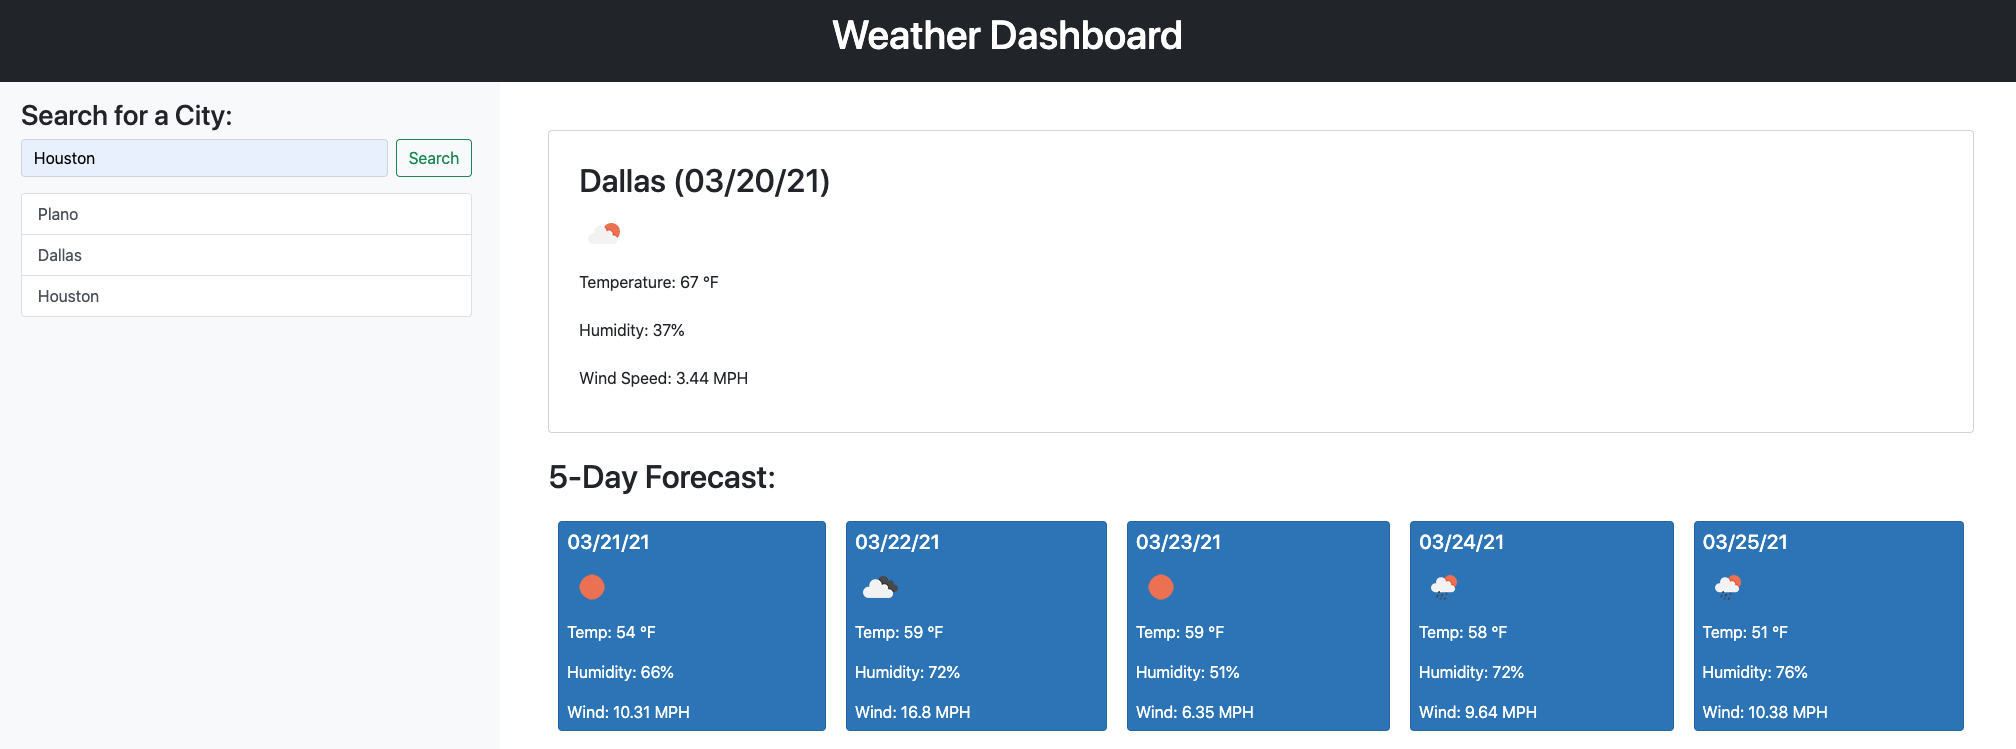 Weather Dashboard
Search for a City:
Houston
Search
Plano
Dallas
Houston
Dallas (03/20/21)
Temperature: 67 °F
Humidity: 37%
Wind Speed: 3.44 MPH
5-Day Forecast:
03/21/21
Temp: 54 °F
Humidity: 66%
Wind: 10.31 MPH
03/22/21
Temp: 59 °F
Humidity: 72%
Wind: 16.8 MPH
03/23/21
Temp: 59 °F
Humidity: 51%
Wind: 6.35 MPH
03/24/21
Temp: 58 °F
Humidity: 72%
Wind: 9.64 MPH
03/25/21
Temp: 51 °F
Humidity: 76%
Wind: 10.38 MPH